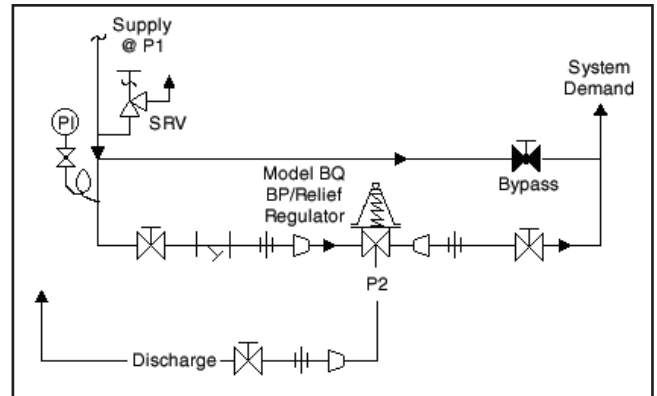 Supply
@ P1
System
Demand
PI
SRV
Model BQ
BP/Relief
Regulator
Bypass
P2
Discharge